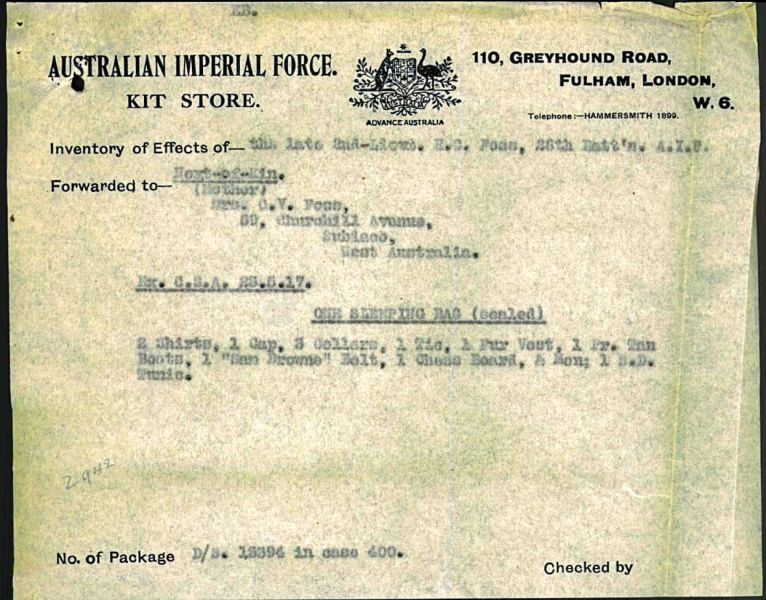 EB.
AUSTRALIAN IMPERIAL FORCE.
KIT STORE.
ADVANCE AUSTRALIA
110, GREYHOUND ROAD,
FULHAM, LONDON,
W. 6.
Telephone:—HAMMERSMITH 1899.
Inventory of Effects of— the late 2nd-Lieut. H.C. Foss, 28th Batt'n. A.I.F.
Forwarded to— Next-of-Kin.
(Mother)
Mrs. C.V. Foss,
59, Churchill Avenue,
Subiaco,
West Australia.
Ex. C.S.A. 23.5.17.
ONE SLEEPING BAG (sealed)
2 Shirts, 1 Cap, 3 Collars, 1 Tie, 1 Fur Vest, 1 Pr. Tan
Boots, 1 "Sam Browne" Belt, 1 Chess Board, & Men; 1 S.D.
Tunic.
2942
No. of Package D/S. 13394 in case 400.
Checked by